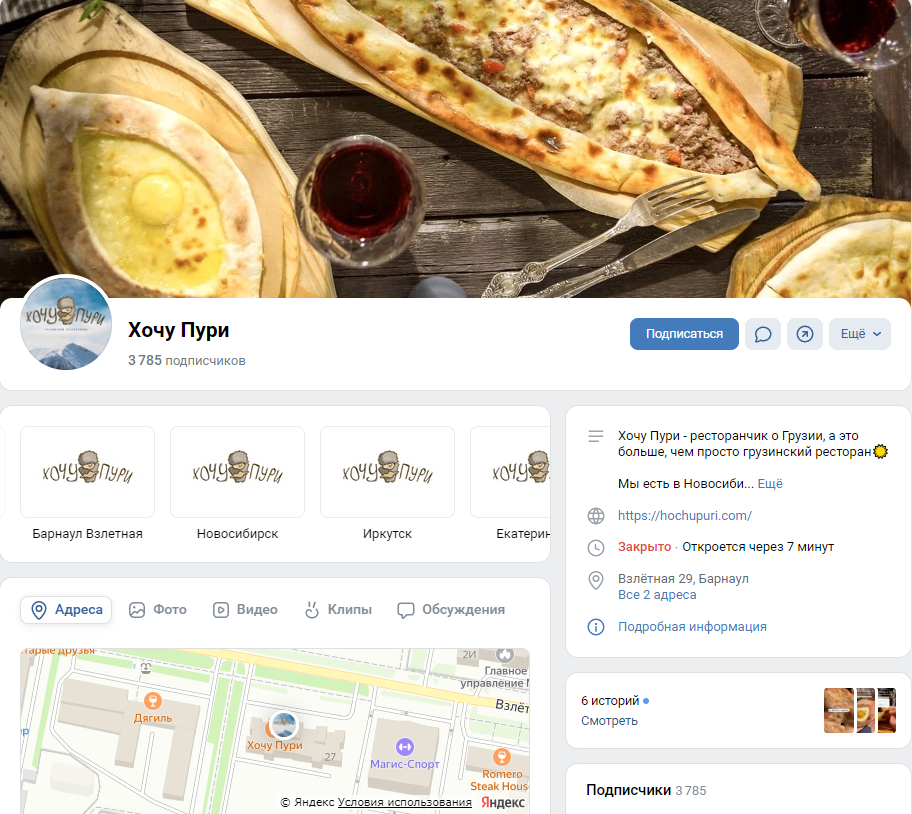 ХОЧУ ПУРИ
Хочу Пури
3 785 подписчиков
Подписаться
Ещё
ХОЧУ ПУРИ
ХОЧУ ПУРИ
ХОЧУ ПУРИ
ХОЧУ ПУ
Барнаул Взлетная
Новосибирск
Иркутск
Екатерин
Хочу Пури - ресторанчик о Грузии, а это
больше, чем просто грузинский ресторан
Мы есть в Новосиби... Ещё
https://hochupuri.com/
Закрыто · Откроется через 7 минут
Взлётная 29, Барнаул
Все 2 адреса
Подробная информация
Адреса
Фото
Видео
Клипы
Обсуждения
тарые друзья
2И
Главное
управление
Взлёт
Дягиль
Хочу Пури
27
Магис-Спорт
Romero
Steak Hous
© Яндекс Условия использования
Яндекс
6 историй
Смотреть
Подписчики 3 785